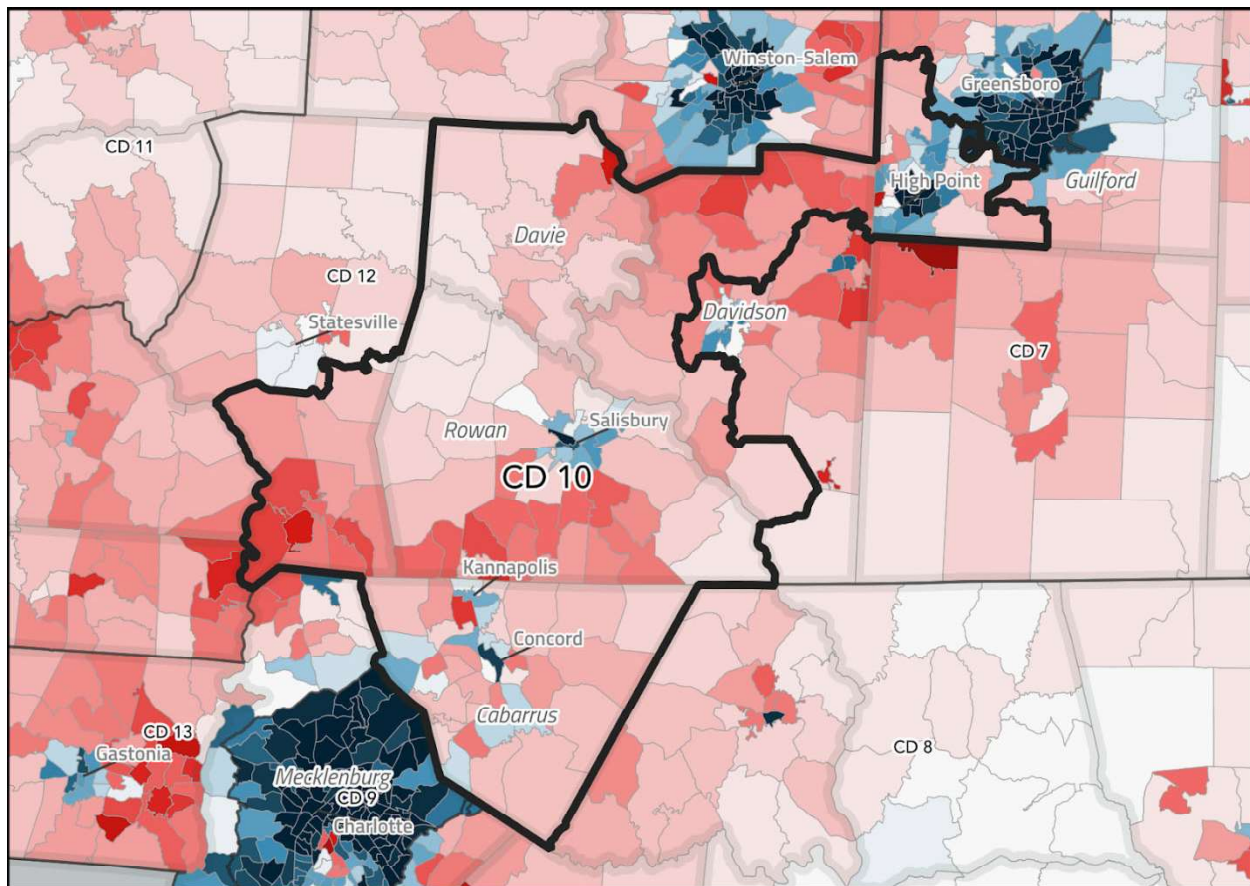 Winston-Salem
Greensboro
CD 11
High Point
Guilford
Davie
CD 12
Statesville
Davidson
CD 7
Salisbury
Rowan
CD 10
Kannapolis
Concord
Cabarrus
CD 13
CD 8
Gastonia
Mecklenburg
CD 9
Charlotte